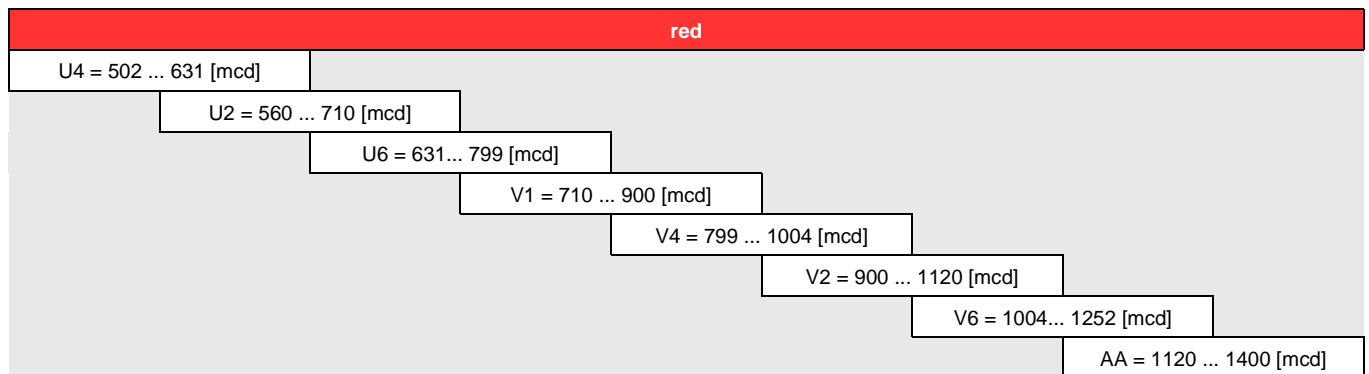 red
U4 = 502 ... 631 [mcd]
U2 = 560 ... 710 [mcd]
U6 = 631... 799 [mcd]
V1 = 710 ... 900 [mcd]
V4 = 799 ... 1004 [mcd]
V2 = 900 ... 1120 [mcd]
V6 = 1004... 1252 [mcd]
AA = 1120 ... 1400 [mcd]